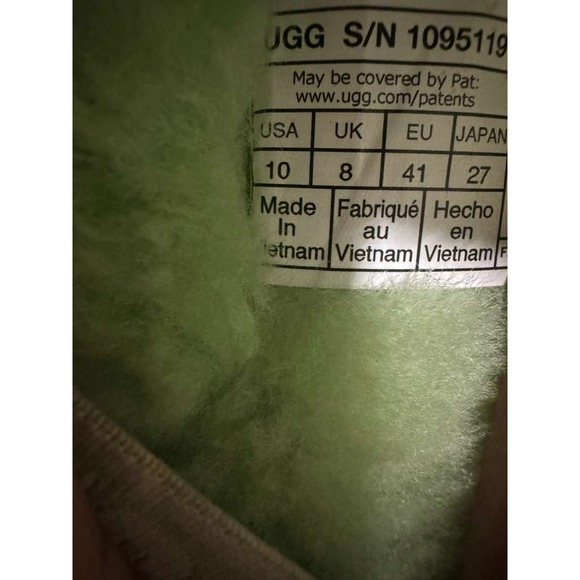 UGG S/N 1095119
May be covered by Pat:
www.ugg.com/patents
USA UK EU JAPAN
10 8 41 27
Made Fabriqué Hecho
In au en
Vietnam Vietnam Vietnam